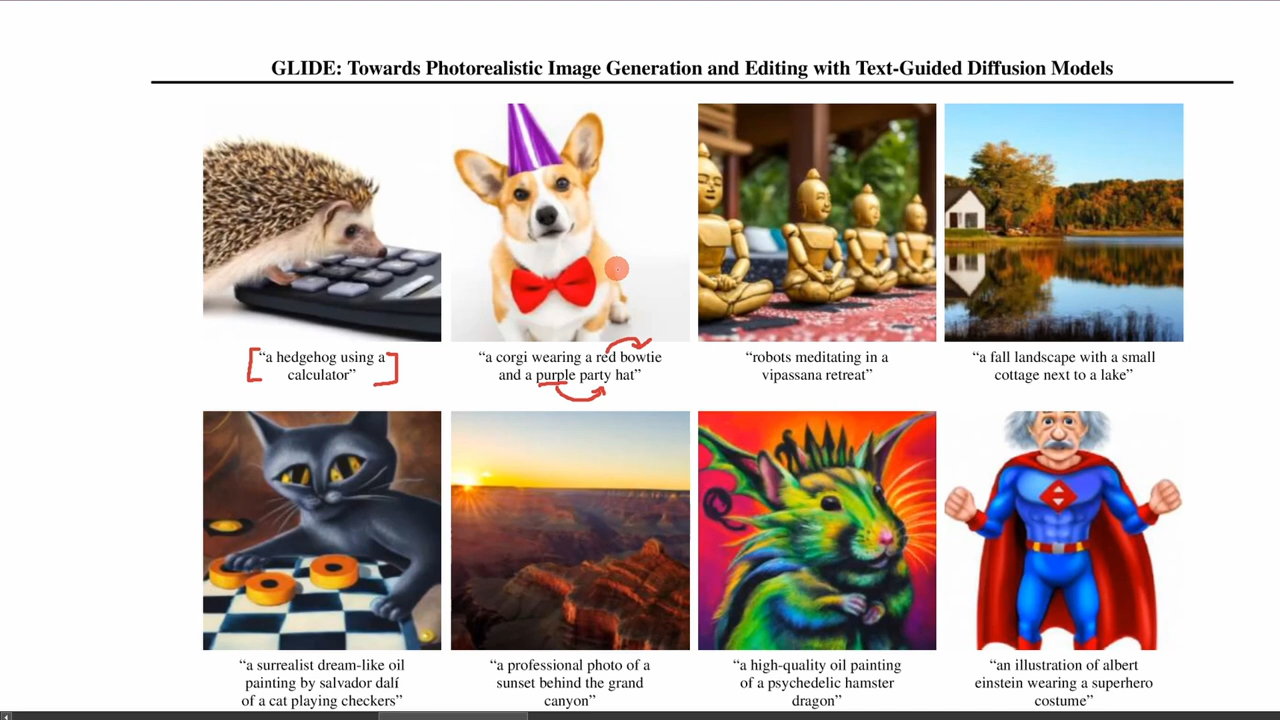 GLIDE: Towards Photorealistic Image Generation and Editing with Text-Guided Diffusion Models
“a hedgehog using a
calculator”
“a corgi wearing a red bowtie
and a purple party hat”
“robots meditating in a
vipassana retreat”
“a fall landscape with a small
cottage next to a lake”
“a surrealist dream-like oil
painting by salvador dalí
of a cat playing checkers”
“a professional photo of a
sunset behind the grand
canyon”
“a high-quality oil painting
of a psychedelic hamster
dragon”
“an illustration of albert
einstein wearing a superhero
costume”